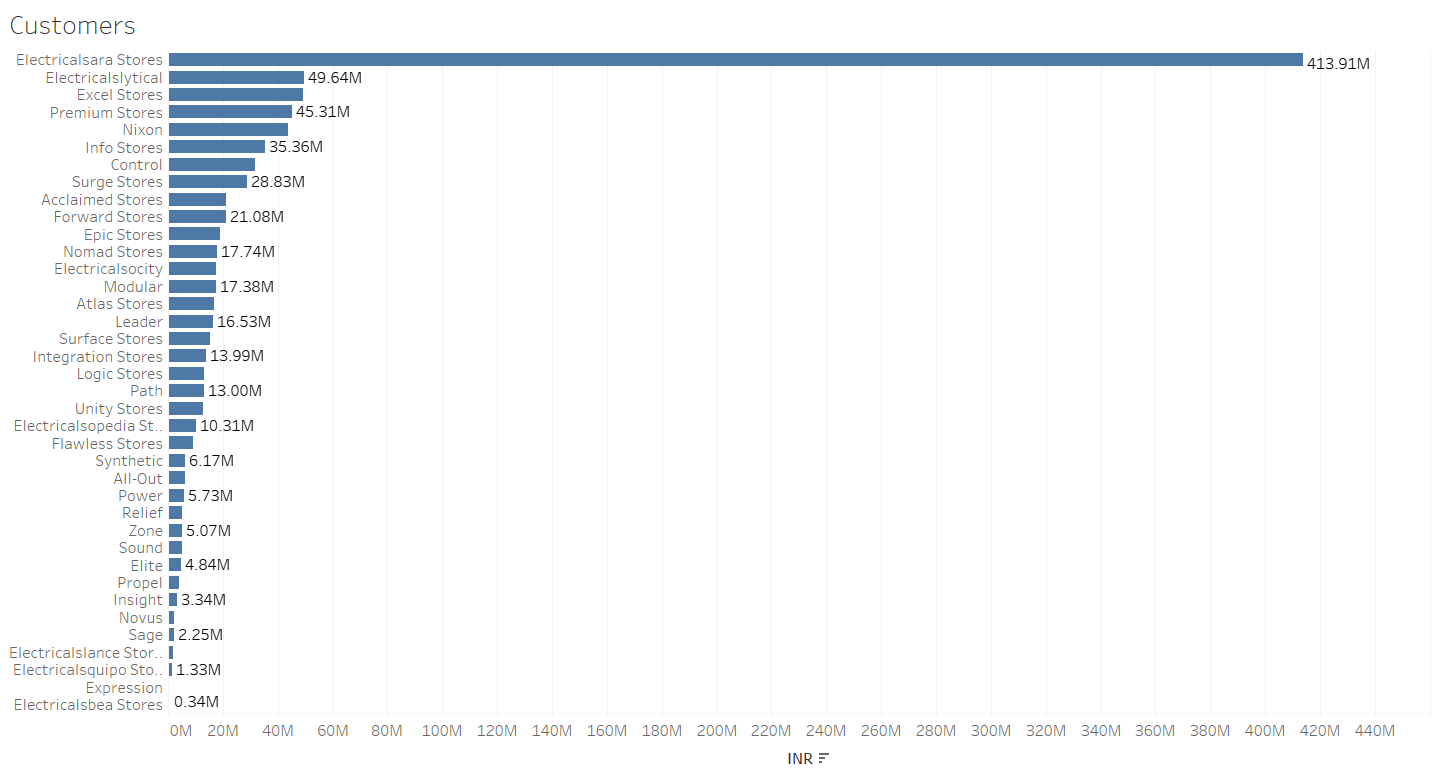 Customers
Electricalsara Stores 413.91M
Electricalslytical 49.64M
Excel Stores
Premium Stores 45.31M
Nixon
Info Stores 35.36M
Control
Surge Stores 28.83M
Acclaimed Stores
Forward Stores 21.08M
Epic Stores
Nomad Stores 17.74M
Electricalsocity
Modular 17.38M
Atlas Stores
Leader 16.53M
Surface Stores
Integration Stores 13.99M
Logic Stores
Path 13.00M
Unity Stores
Electricalsopedia St.. 10.31M
Flawless Stores
Synthetic 6.17M
All-Out
Power 5.73M
Relief
Zone 5.07M
Sound
Elite 4.84M
Propel
Insight 3.34M
Novus
Sage 2.25M
Electricalslance Stor..
Electricalsquipo Sto.. 1.33M
Expression
Electricalsbea Stores 0.34M
0M 20M 40M 60M 80M 100M 120M 140M 160M 180M 200M 220M 240M 260M 280M 300M 320M 340M 360M 380M 400M 420M 440M
INR